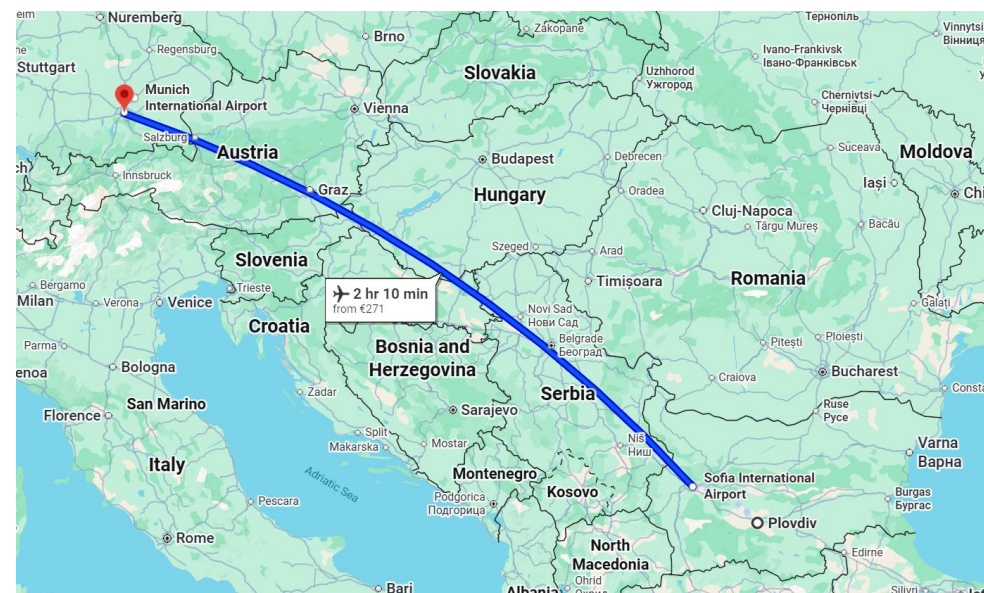 Nuremberg
Regensburg
Stuttgart
Munich
International Airport
Salzburg
Innsbruck
Austria
Brno
Vienna
Zakopane
Slovakia
Uzhhorod
Ужгород
Тернопіль
Ivano-Frankivsk
Івано-Франківськ
Vinnytsi
Вінниця
Chernivtsi
Чернівці
Suceava
Moldova
Iași
Chi
Budapest
Debrecen
Hungary
Oradea
Cluj-Napoca
Târgu Mureș
Bacău
Graz
Szeged
Arad
Timișoara
Romania
Slovenia
Trieste
Bergamo
Milan
Verona
Venice
2 hr 10 min
from €271
Novi Sad
Нови Сад
Galați
Croatia
Parma
Bosnia and
Herzegovina
Belgrade
Београд
Pitești
Ploiești
enoa
Bologna
Craiova
Bucharest
Consta
Florence
San Marino
Zadar
Sarajevo
Serbia
Ruse
Русе
Split
Makarska
Mostar
Niš
Ниш
Varna
Варна
Italy
Adriatic Sea
Montenegro
Kosovo
Sofia International
Airport
Pescara
Podgorica
Подгорица
Burgas
Бургас
Plovdiv
Rome
North
Macedonia
Edirne
Bari
Ohrid
Silivri